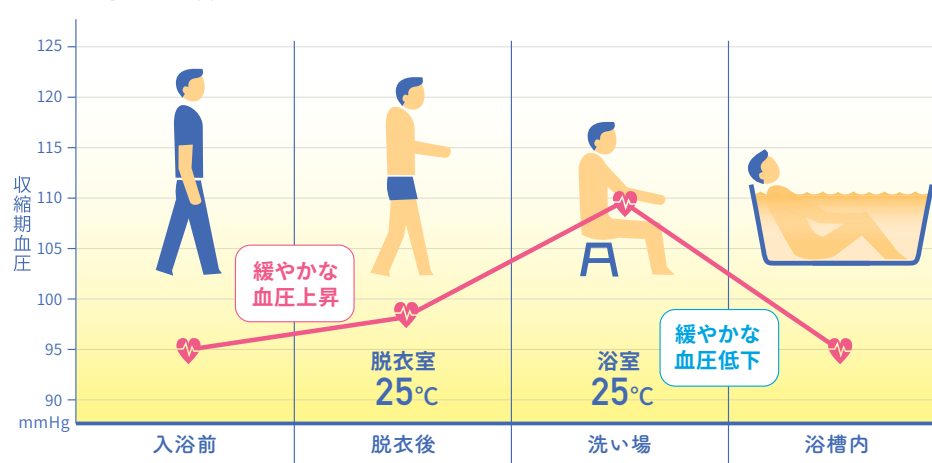 125
120
115
110
105
100
95
90
mmHg
収縮期血圧
緩やかな
血圧上昇
緩やかな
血圧低下
脱衣室
25℃
浴室
25℃
入浴前
脱衣後
洗い場
浴槽内